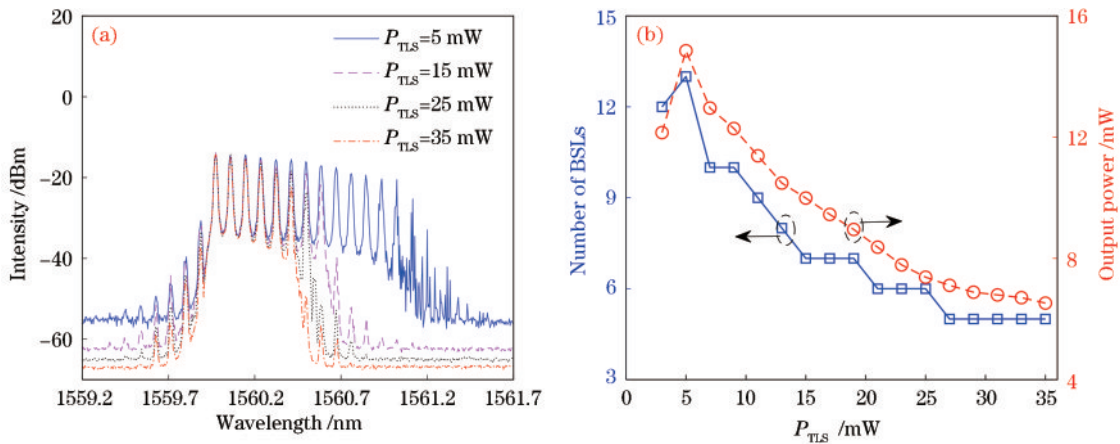 (a)
20
0
−20
−40
−60
Intensity /dBm
P_TLS=5 mW
P_TLS=15 mW
P_TLS=25 mW
P_TLS=35 mW
1559.2 1559.7 1560.2 1560.7 1561.2 1561.7
Wavelength /nm
(b)
15
12
9
6
3
Number of BSLs
16
12
8
4
Output power /mW
0 5 10 15 20 25 30 35
P_TLS /mW